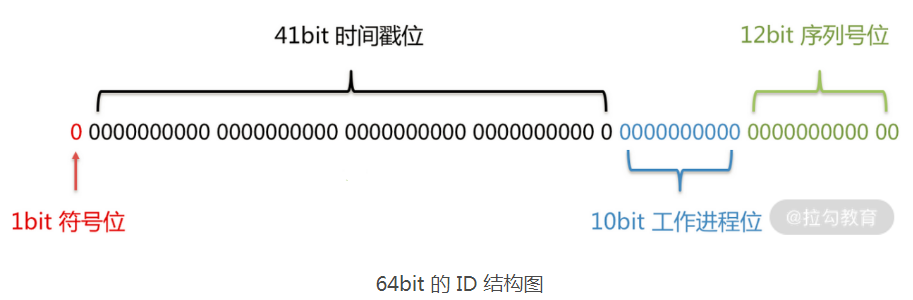 41bit 时间戳位
12bit 序列号位
0 0000000000 0000000000 0000000000 0000000000 0 0000000000 0000000000 00
1bit 符号位
10bit 工作进程位
@拉勾教育
64bit 的 ID 结构图